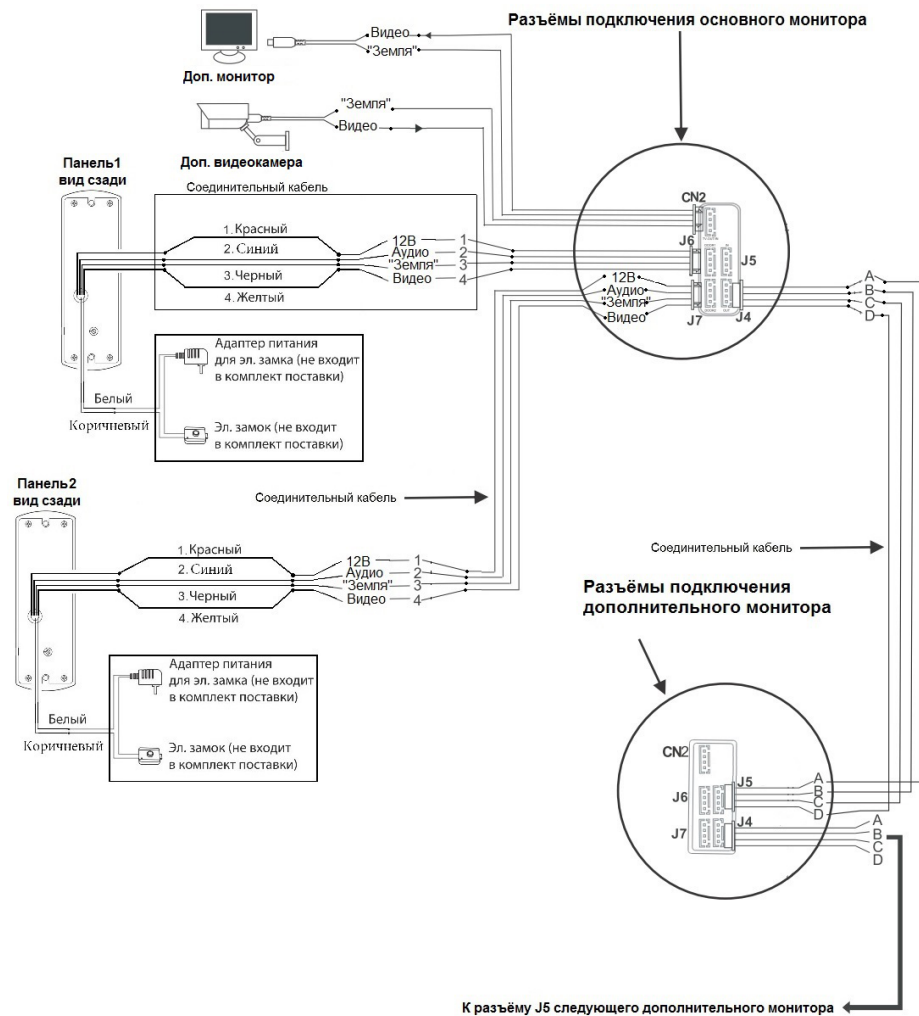 Разъёмы подключения основного монитора
Видео
"Земля"
Доп. монитор
"Земля"
Видео
Доп. видеокамера
Панель1
вид сзади
Соединительный кабель
1. Красный
2. Синий
3. Черный
4. Желтый
12В 1
Аудио 2
"Земля" 3
Видео 4
CN2
J6
J5
12В
Аудио
"Земля"
Видео
J7
J4
A
B
C
D
Адаптер питания
для эл. замка (не входит
в комплект поставки)
Белый
Коричневый
Эл. замок (не входит
в комплект поставки)
Панель2
вид сзади
Соединительный кабель
1. Красный
2. Синий
3. Черный
4. Желтый
12В 1
Аудио 2
"Земля" 3
Видео 4
Соединительный кабель
Разъёмы подключения
дополнительного монитора
Адаптер питания
для эл. замка (не входит
в комплект поставки)
Белый
Коричневый
Эл. замок (не входит
в комплект поставки)
CN2
J5
J6
J4
J7
A
B
C
D
A
B
C
D
К разъёму J5 следующего дополнительного монитора